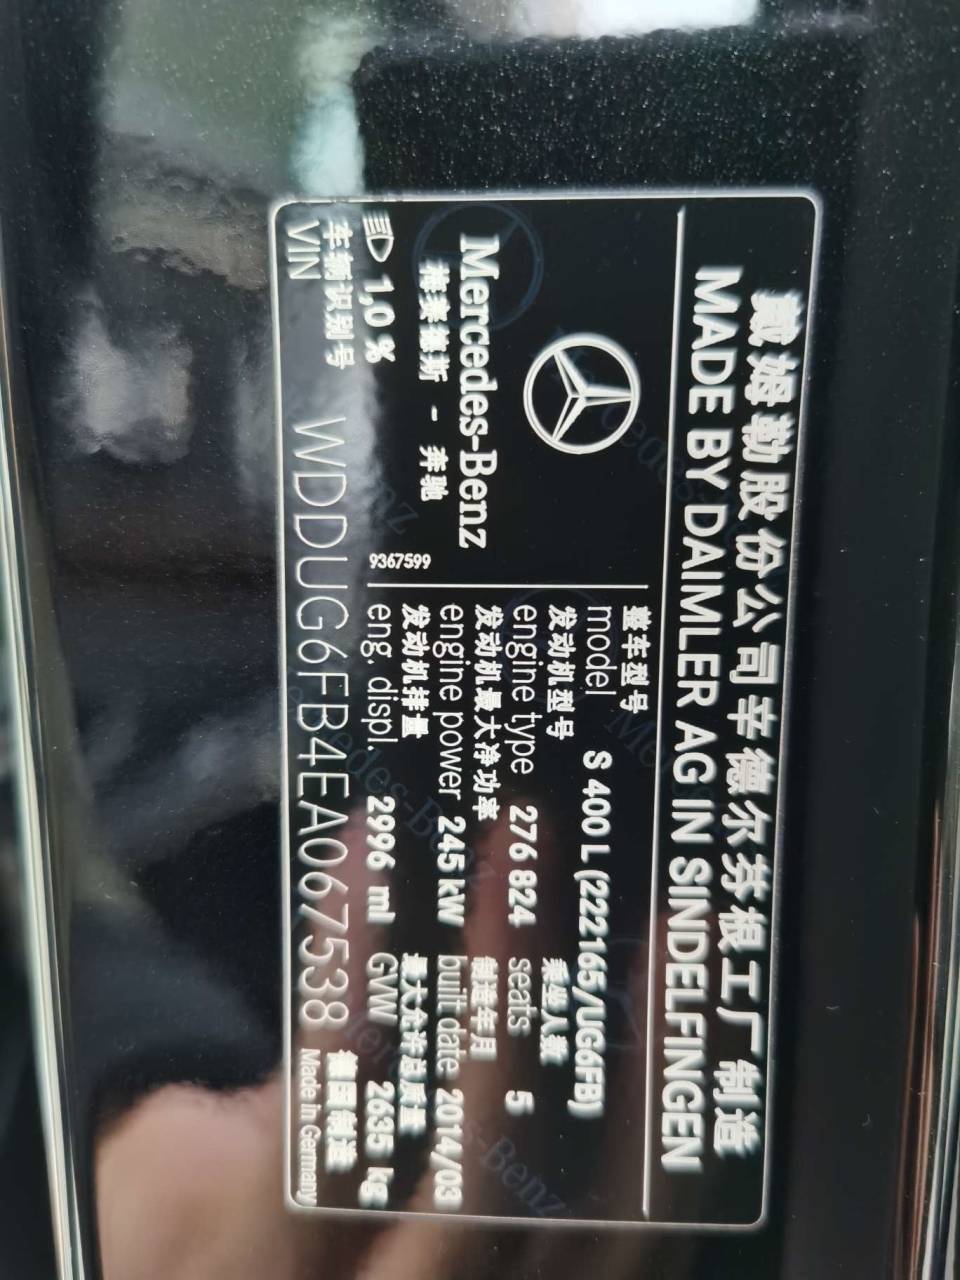 戴姆勒股份公司辛德尔芬根工厂制造
MADE BY DAIMLER AG IN SINDELFINGEN
Mercedes-Benz
梅赛德斯 - 奔驰
9367599
1,0 %
整车型号
model S 400 L (222165/UG6FB)
发动机型号 乘坐人数
engine type 276 824 seats 5
发动机最大净功率 制造年月
engine power 245 kW built date 2014/03
发动机排量 最大允许总质量
eng. displ. 2996 ml GVW 2635 kg
车辆识别号 德国制造
VIN WDDUG6FB4EA067538 Made in Germany